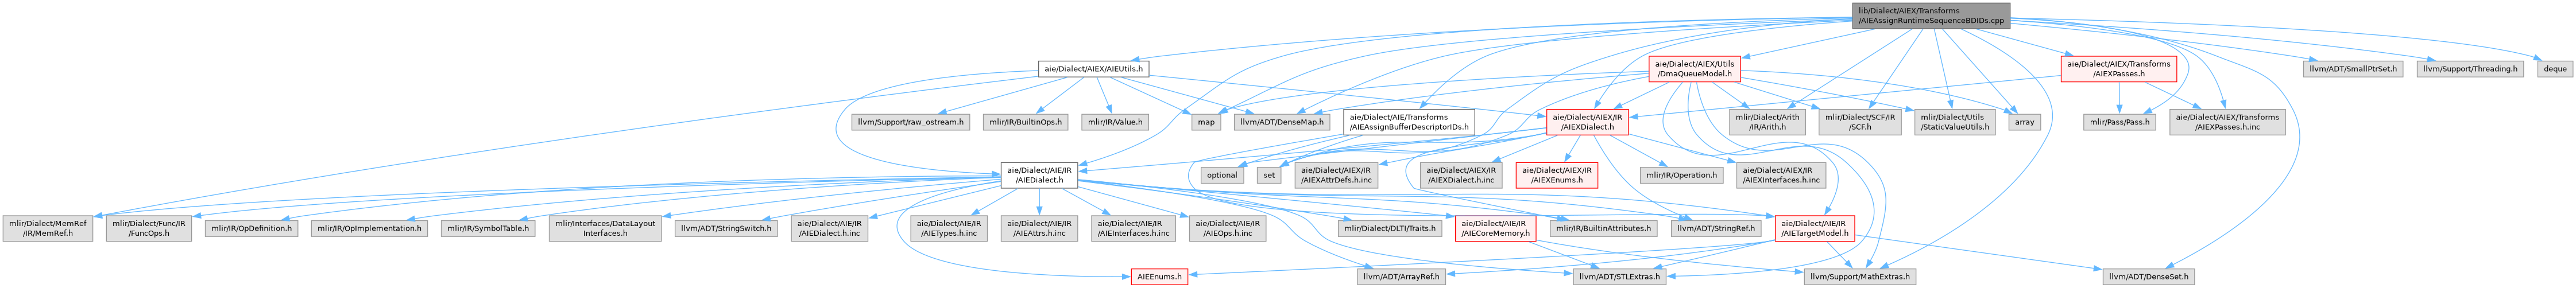 lib/Dialect/AIEX/Transforms
/AIEAssignRuntimeSequenceBDIDs.cpp
aie/Dialect/AIEX/AIEUtils.h
aie/Dialect/AIEX/Utils
/DmaQueueModel.h
aie/Dialect/AIEX/Transforms
/AIEXPasses.h
llvm/ADT/SmallPtrSet.h
llvm/Support/Threading.h
deque
llvm/Support/raw_ostream.h
mlir/IR/BuiltinOps.h
mlir/IR/Value.h
map
llvm/ADT/DenseMap.h
aie/Dialect/AIE/Transforms
/AIEAssignBufferDescriptorIDs.h
aie/Dialect/AIEX/IR
/AIEXDialect.h
mlir/Dialect/Arith
/IR/Arith.h
mlir/Dialect/SCF/IR
/SCF.h
mlir/Dialect/Utils
/StaticValueUtils.h
array
mlir/Pass/Pass.h
aie/Dialect/AIEX/Transforms
/AIEXPasses.h.inc
aie/Dialect/AIE/IR
/AIEDialect.h
optional
set
aie/Dialect/AIEX/IR
/AIEXAttrDefs.h.inc
aie/Dialect/AIEX/IR
/AIEXDialect.h.inc
aie/Dialect/AIEX/IR
/AIEXEnums.h
mlir/IR/Operation.h
aie/Dialect/AIEX/IR
/AIEXInterfaces.h.inc
mlir/Dialect/MemRef
/IR/MemRef.h
mlir/Dialect/Func/IR
/FuncOps.h
mlir/IR/OpDefinition.h
mlir/IR/OpImplementation.h
mlir/IR/SymbolTable.h
mlir/Interfaces/DataLayout
Interfaces.h
llvm/ADT/StringSwitch.h
aie/Dialect/AIE/IR
/AIEDialect.h.inc
aie/Dialect/AIE/IR
/AIETypes.h.inc
aie/Dialect/AIE/IR
/AIEAttrs.h.inc
aie/Dialect/AIE/IR
/AIEInterfaces.h.inc
aie/Dialect/AIE/IR
/AIEOps.h.inc
mlir/Dialect/DLTI/Traits.h
aie/Dialect/AIE/IR
/AIECoreMemory.h
mlir/IR/BuiltinAttributes.h
llvm/ADT/StringRef.h
aie/Dialect/AIE/IR
/AIETargetModel.h
AIEEnums.h
llvm/ADT/ArrayRef.h
llvm/ADT/STLExtras.h
llvm/Support/MathExtras.h
llvm/ADT/DenseSet.h